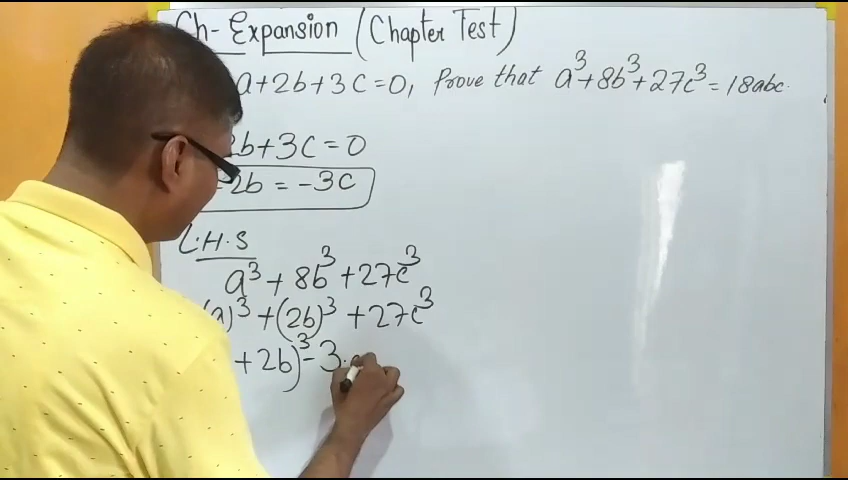 Ch- Expansion (Chapter Test)
a+2b+3c=0, Prove that a³+8b³+27c³=18abc.
2b+3c=0
2b = -3c
L.H.S
a³ + 8b³ + 27c³
(a)³ + (2b)³ + 27c³
+ 2b)³ - 3.